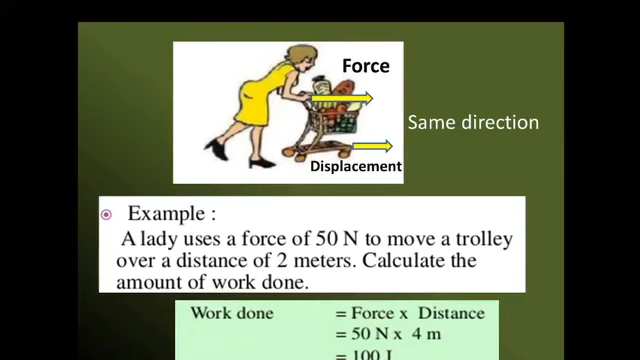 Force
Same direction
Displacement
Example :
A lady uses a force of 50 N to move a trolley
over a distance of 2 meters. Calculate the
amount of work done.
Work done = Force x Distance
= 50 N x 4 m
= 100 J